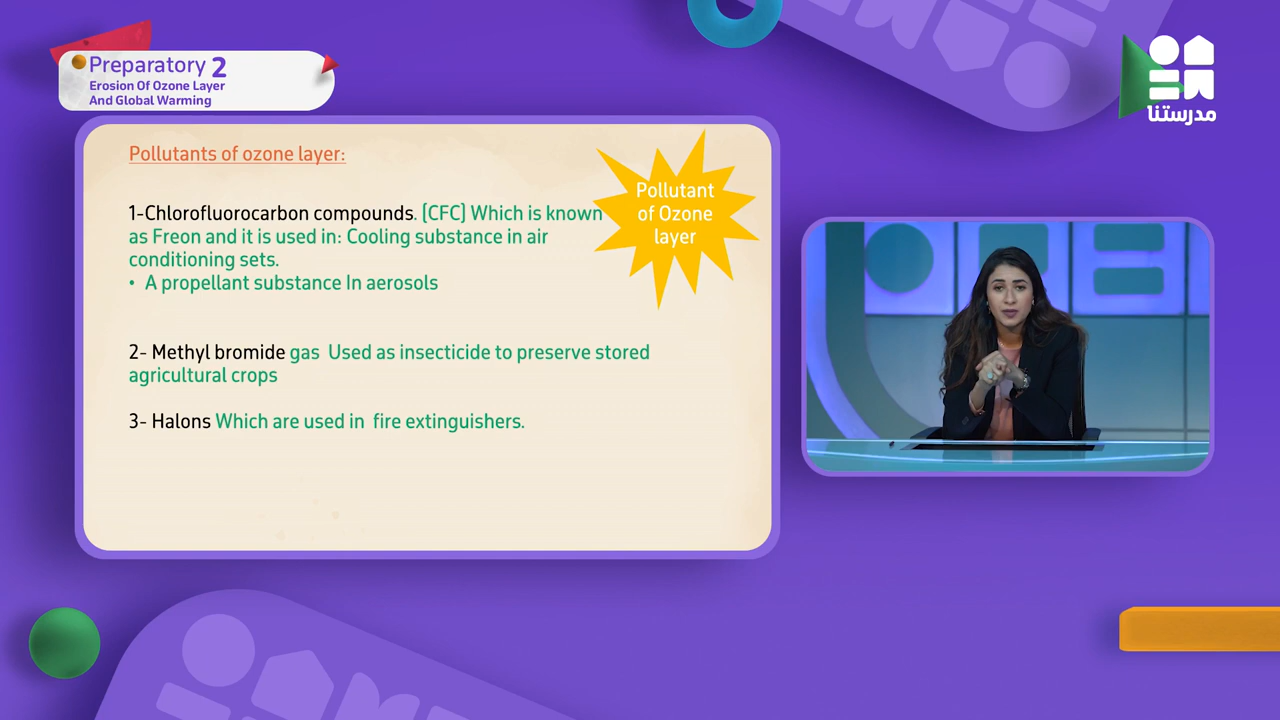 Preparatory 2
Erosion Of Ozone Layer
And Global Warming
مدرستنا
Pollutants of ozone layer:
Pollutant
of Ozone
layer
1-Chlorofluorocarbon compounds. (CFC) Which is known
as Freon and it is used in: Cooling substance in air
conditioning sets.
• A propellant substance In aerosols
2- Methyl bromide gas Used as insecticide to preserve stored
agricultural crops
3- Halons Which are used in fire extinguishers.